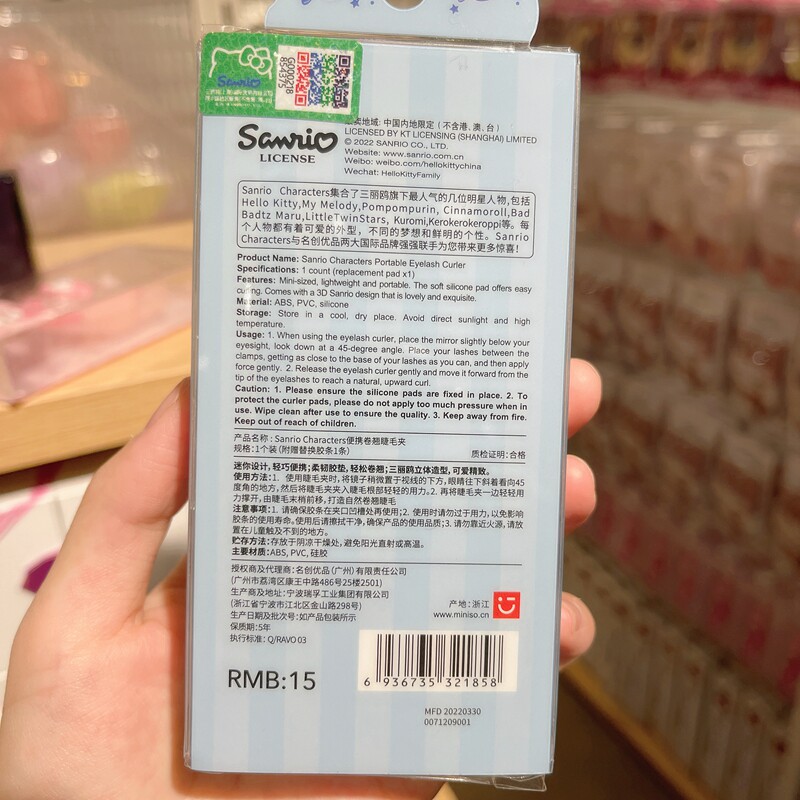 Sanrio
GO00218
824375
Sanrio
LICENSE
卖地域: 中国内地限定（不含港、澳、台）
LICENSED BY KT LICENSING (SHANGHAI) LIMITED
© 2022 SANRIO CO., LTD.
Website: www.sanrio.com.cn
Weibo: weibo.com/hellokittychina
Wechat: HelloKittyFamily
Sanrio Characters集合了三丽鸥旗下最人气的几位明星人物,包括
Hello Kitty,My Melody,Pompompurin, Cinnamoroll,Bad
Badtz Maru,LittleTwinStars, Kuromi,Kerokerokeroppi等。每
个人物都有着可爱的外型，不同的梦想和鲜明的个性。Sanrio
Characters与名创优品两大国际品牌强强联手为您带来更多惊喜！
Product Name: Sanrio Characters Portable Eyelash Curler
Specifications: 1 count (replacement pad x1)
Features: Mini-sized, lightweight and portable. The soft silicone pad offers easy
curling. Comes with a 3D Sanrio design that is lovely and exquisite.
Material: ABS, PVC, silicone
Storage: Store in a cool, dry place. Avoid direct sunlight and high
temperature.
Usage: 1. When using the eyelash curler, place the mirror slightly below your
eyesight, look down at a 45-degree angle. Place your lashes between the
clamps, getting as close to the base of your lashes as you can, and then apply
force gently. 2. Release the eyelash curler gently and move it forward from the
tip of the eyelashes to reach a natural, upward curl.
Caution: 1. Please ensure the silicone pads are fixed in place. 2. To
protect the curler pads, please do not apply too much pressure when in
use. Wipe clean after use to ensure the quality. 3. Keep away from fire.
Keep out of reach of children.
产品名称: Sanrio Characters便携卷翘睫毛夹
规格:1个装(附赠替换胶条1条) 质检证明:合格
迷你设计, 轻巧便携;柔韧胶垫, 轻松卷翘;三丽鸥立体造型, 可爱精致。
使用方法:1. 使用睫毛夹时, 将镜子稍微置于视线的下方, 眼睛往下斜着看向45
度角的地方, 然后将睫毛夹夹入睫毛根部轻轻的用力。2. 再将睫毛夹一边轻轻用
力撑开, 由睫毛末梢前移, 打造自然卷翘睫毛
注意事项:1. 请确保胶条在夹口凹槽处再使用;2. 使用时请勿过于用力, 以免影响
胶条的使用寿命, 使用后请擦拭干净, 确保产品的使用品质;3. 请勿靠近火源, 请放
置在儿童触及不到的地方。
贮存方法:存放于阴凉干燥处, 避免阳光直射或高温。
主要材质:ABS, PVC, 硅胶
授权商及代理商: 名创优品（广州）有限责任公司
(广州市荔湾区康王中路486号25楼2501)
生产商及地址: 宁波瑞孚工业集团有限公司
(浙江省宁波市江北区金山路298号)
生产日期及批次号: 如产品包装所示
保质期:5年
执行标准: Q/RAVO 03
产地: 浙江
www.miniso.cn
RMB:15
6 936735 321858
MFD 20220330
0071209001